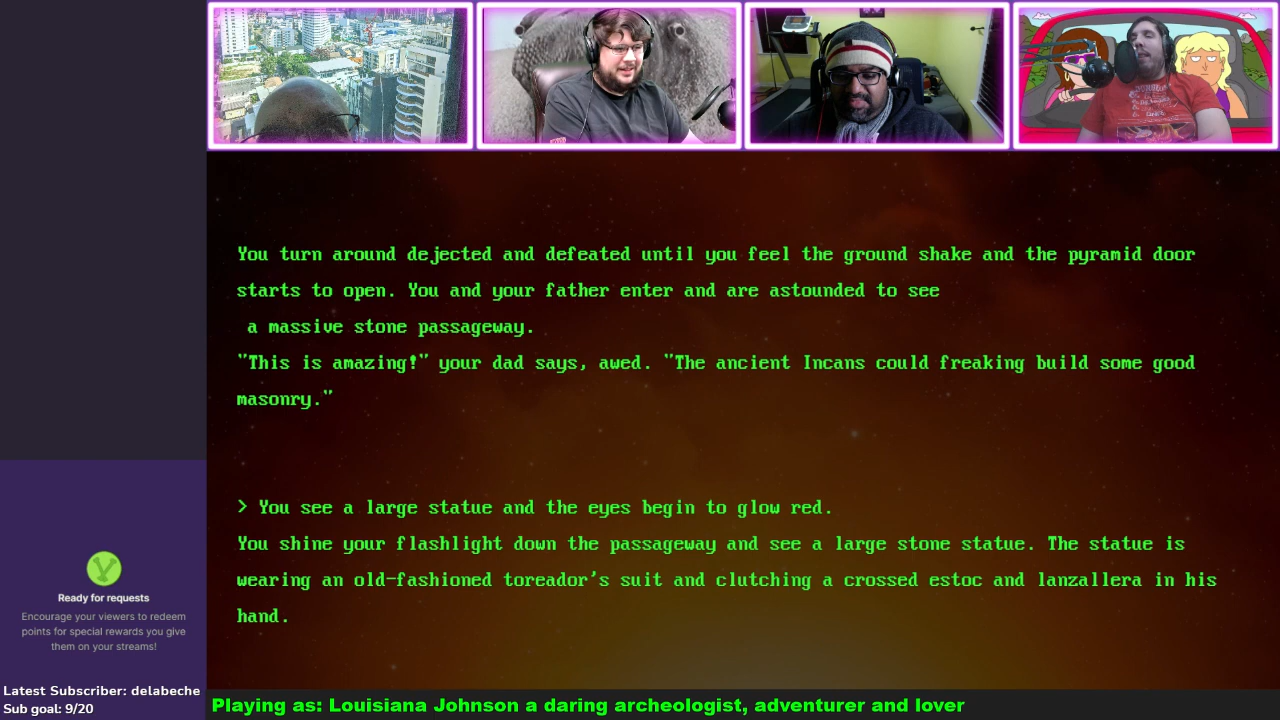 You turn around dejected and defeated until you feel the ground shake and the pyramid door
starts to open. You and your father enter and are astounded to see
a massive stone passageway.
"This is amazing!" your dad says, awed. "The ancient Incans could freaking build some good
masonry."
> You see a large statue and the eyes begin to glow red.
You shine your flashlight down the passageway and see a large stone statue. The statue is
wearing an old-fashioned toreador's suit and clutching a crossed estoc and lanzallera in his
hand.
Ready for requests
Encourage your viewers to redeem
points for special rewards you give
them on your streams!
Latest Subscriber: delabeche
Sub goal: 9/20
Playing as: Louisiana Johnson a daring archeologist, adventurer and lover